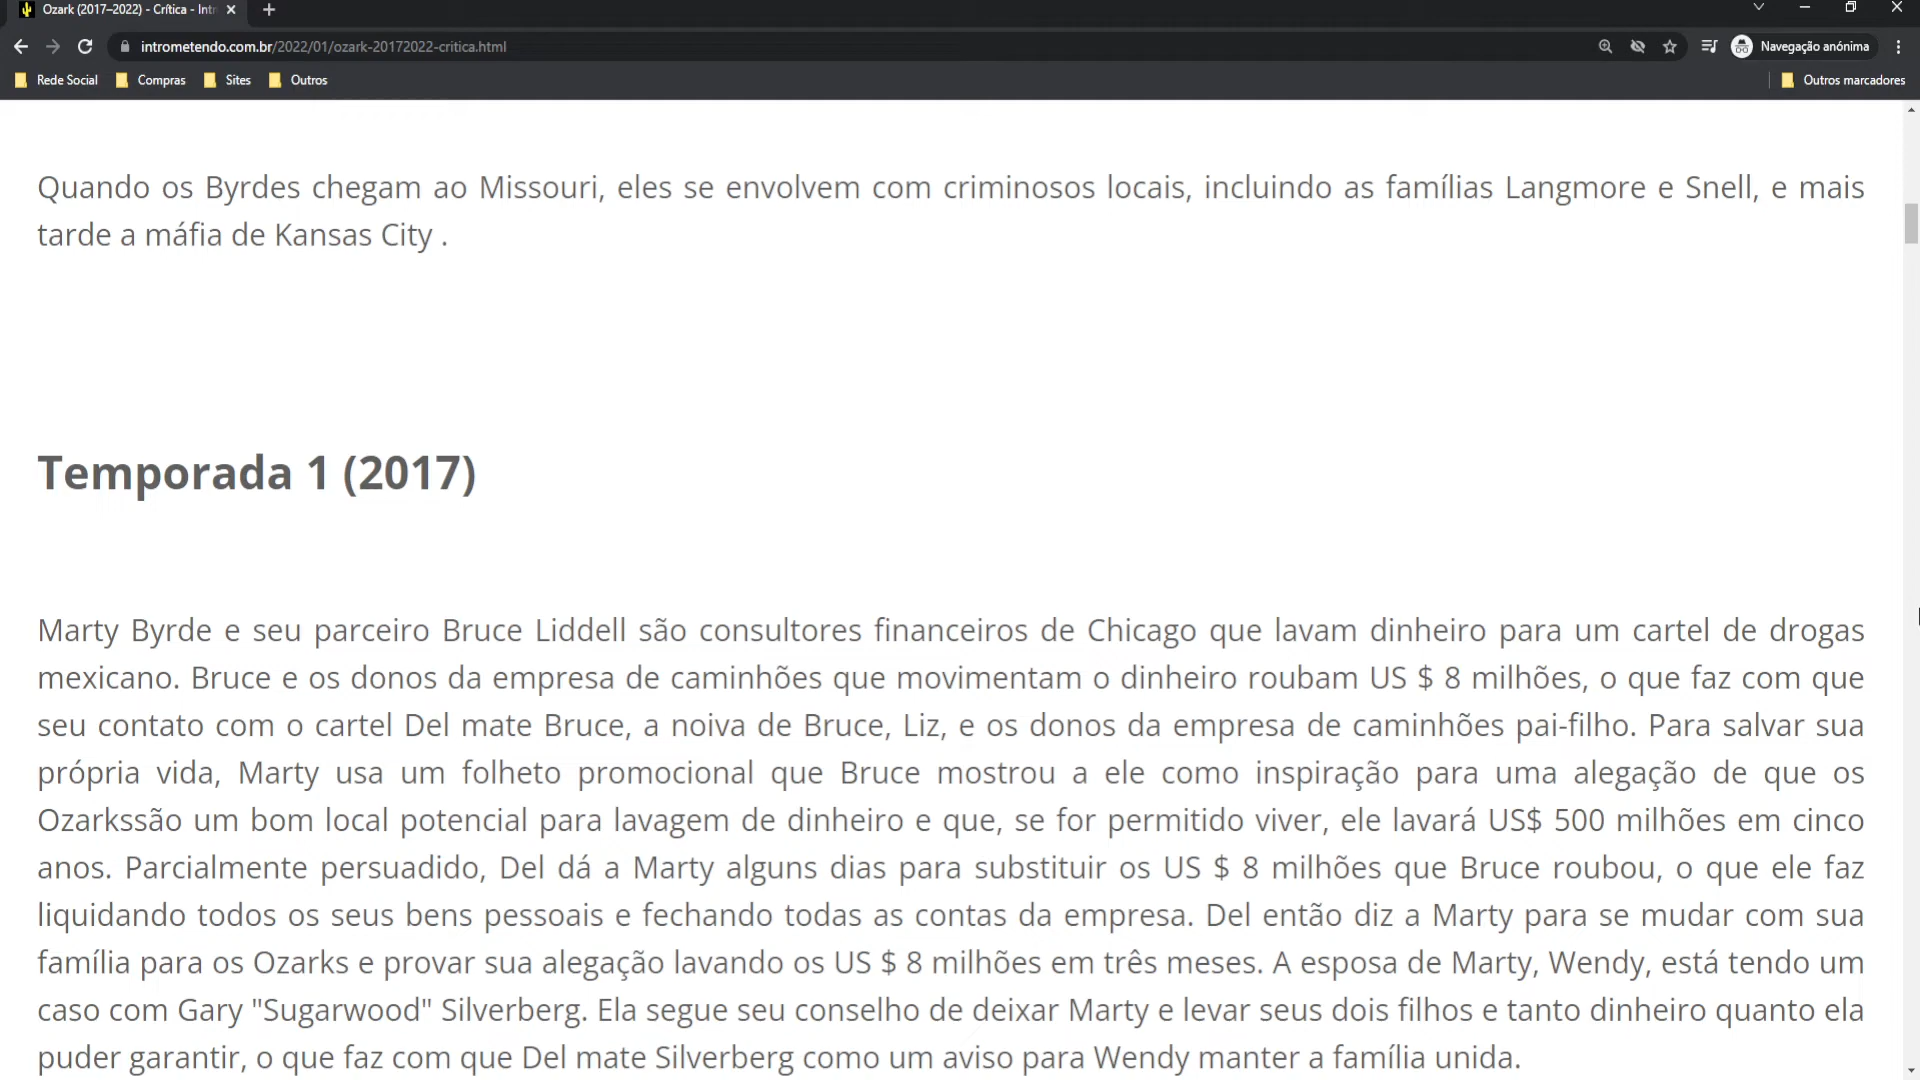 Ozark (2017–2022) - Crítica - Intr
intrometendo.com.br/2022/01/ozark-20172022-critica.html
Navegação anónima
Rede Social
Compras
Sites
Outros
Outros marcadores
Quando os Byrdes chegam ao Missouri, eles se envolvem com criminosos locais, incluindo as famílias Langmore e Snell, e mais
tarde a máfia de Kansas City .
Temporada 1 (2017)
Marty Byrde e seu parceiro Bruce Liddell são consultores financeiros de Chicago que lavam dinheiro para um cartel de drogas
mexicano. Bruce e os donos da empresa de caminhões que movimentam o dinheiro roubam US $ 8 milhões, o que faz com que
seu contato com o cartel Del mate Bruce, a noiva de Bruce, Liz, e os donos da empresa de caminhões pai-filho. Para salvar sua
própria vida, Marty usa um folheto promocional que Bruce mostrou a ele como inspiração para uma alegação de que os
Ozarkssão um bom local potencial para lavagem de dinheiro e que, se for permitido viver, ele lavará US$ 500 milhões em cinco
anos. Parcialmente persuadido, Del dá a Marty alguns dias para substituir os US $ 8 milhões que Bruce roubou, o que ele faz
liquidando todos os seus bens pessoais e fechando todas as contas da empresa. Del então diz a Marty para se mudar com sua
família para os Ozarks e provar sua alegação lavando os US $ 8 milhões em três meses. A esposa de Marty, Wendy, está tendo um
caso com Gary "Sugarwood" Silverberg. Ela segue seu conselho de deixar Marty e levar seus dois filhos e tanto dinheiro quanto ela
puder garantir, o que faz com que Del mate Silverberg como um aviso para Wendy manter a família unida.